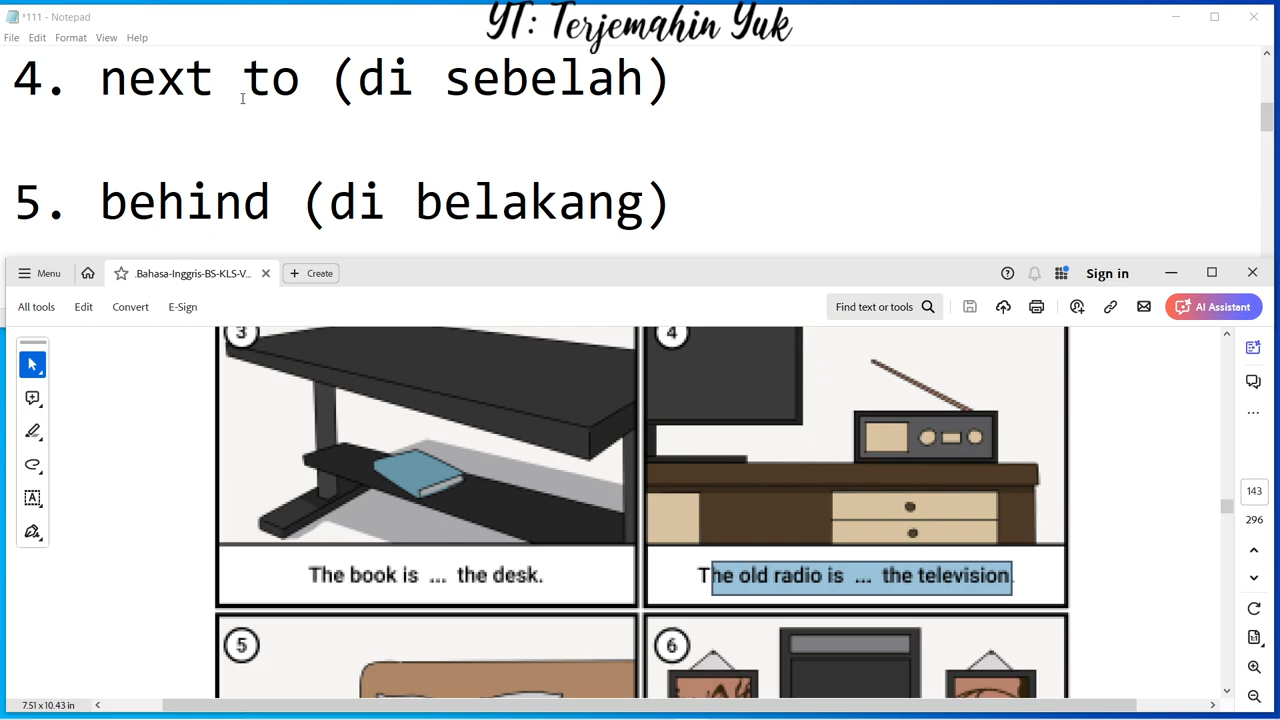 *111 - Notepad
YT: Terjemahin Yuk
File Edit Format View Help
4. next to (di sebelah)
5. behind (di belakang)
Menu
.Bahasa-Inggris-BS-KLS-V...
Create
Sign in
All tools Edit Convert E-Sign
Find text or tools
AI Assistant
3
4
The book is ... the desk.
The old radio is ... the television.
5
6
143
296
7.51 x 10.43 in